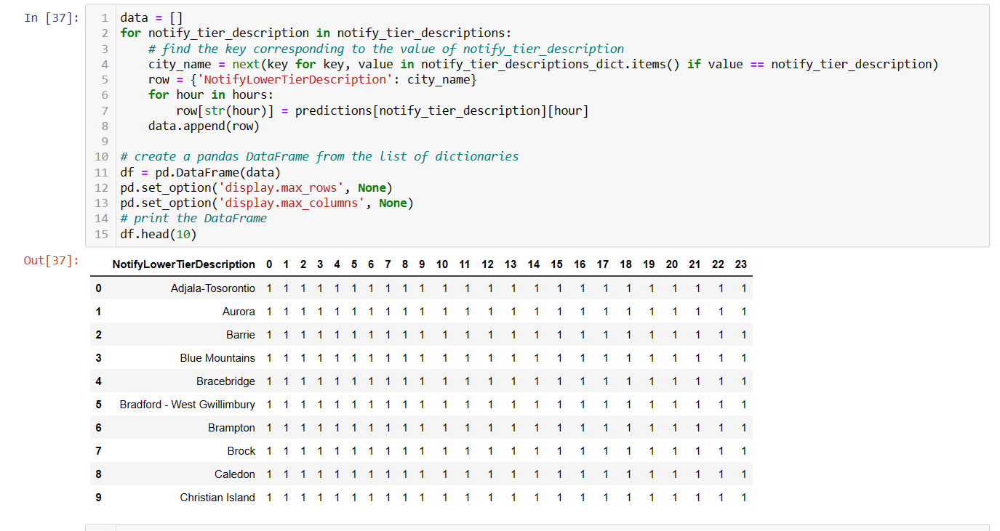 In [37]:
1 data = []
2 for notify_tier_description in notify_tier_descriptions:
3     # find the key corresponding to the value of notify_tier_description
4     city_name = next(key for key, value in notify_tier_descriptions_dict.items() if value == notify_tier_description)
5     row = {'NotifyLowerTierDescription': city_name}
6     for hour in hours:
7         row[str(hour)] = predictions[notify_tier_description][hour]
8     data.append(row)
9
10 # create a pandas DataFrame from the list of dictionaries
11 df = pd.DataFrame(data)
12 pd.set_option('display.max_rows', None)
13 pd.set_option('display.max_columns', None)
14 # print the DataFrame
15 df.head(10)
Out[37]:
NotifyLowerTierDescription 0 1 2 3 4 5 6 7 8 9 10 11 12 13 14 15 16 17 18 19 20 21 22 23
0 Adjala-Tosorontio 1 1 1 1 1 1 1 1 1 1 1 1 1 1 1 1 1 1 1 1 1 1 1 1
1 Aurora 1 1 1 1 1 1 1 1 1 1 1 1 1 1 1 1 1 1 1 1 1 1 1 1
2 Barrie 1 1 1 1 1 1 1 1 1 1 1 1 1 1 1 1 1 1 1 1 1 1 1 1
3 Blue Mountains 1 1 1 1 1 1 1 1 1 1 1 1 1 1 1 1 1 1 1 1 1 1 1 1
4 Bracebridge 1 1 1 1 1 1 1 1 1 1 1 1 1 1 1 1 1 1 1 1 1 1 1 1
5 Bradford - West Gwillimbury 1 1 1 1 1 1 1 1 1 1 1 1 1 1 1 1 1 1 1 1 1 1 1 1
6 Brampton 1 1 1 1 1 1 1 1 1 1 1 1 1 1 1 1 1 1 1 1 1 1 1 1
7 Brock 1 1 1 1 1 1 1 1 1 1 1 1 1 1 1 1 1 1 1 1 1 1 1 1
8 Caledon 1 1 1 1 1 1 1 1 1 1 1 1 1 1 1 1 1 1 1 1 1 1 1 1
9 Christian Island 1 1 1 1 1 1 1 1 1 1 1 1 1 1 1 1 1 1 1 1 1 1 1 1